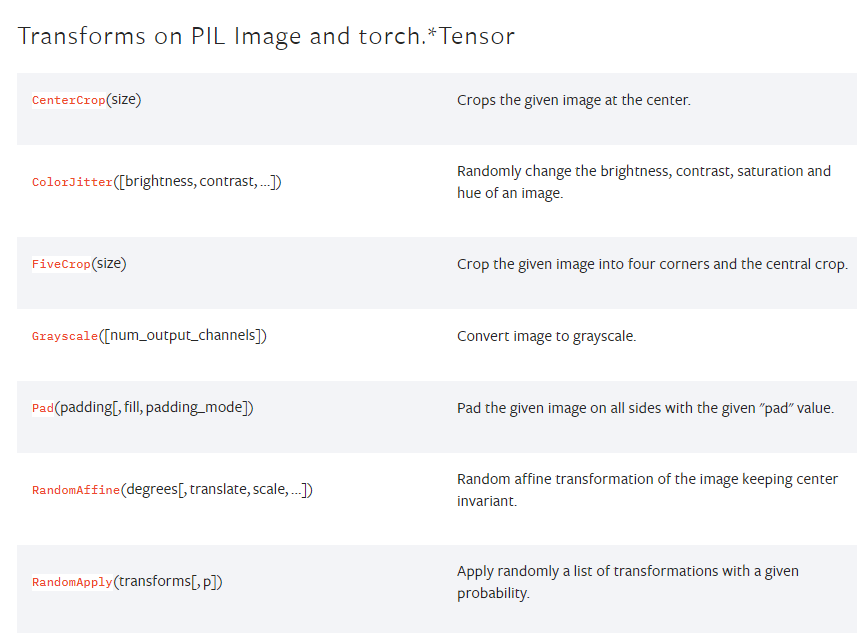 Transforms on PIL Image and torch.*Tensor
CenterCrop(size)
Crops the given image at the center.
ColorJitter([brightness, contrast, ...])
Randomly change the brightness, contrast, saturation and
hue of an image.
FiveCrop(size)
Crop the given image into four corners and the central crop.
Grayscale([num_output_channels])
Convert image to grayscale.
Pad(padding[, fill, padding_mode])
Pad the given image on all sides with the given "pad" value.
RandomAffine(degrees[, translate, scale, ...])
Random affine transformation of the image keeping center
invariant.
RandomApply(transforms[, p])
Apply randomly a list of transformations with a given
probability.